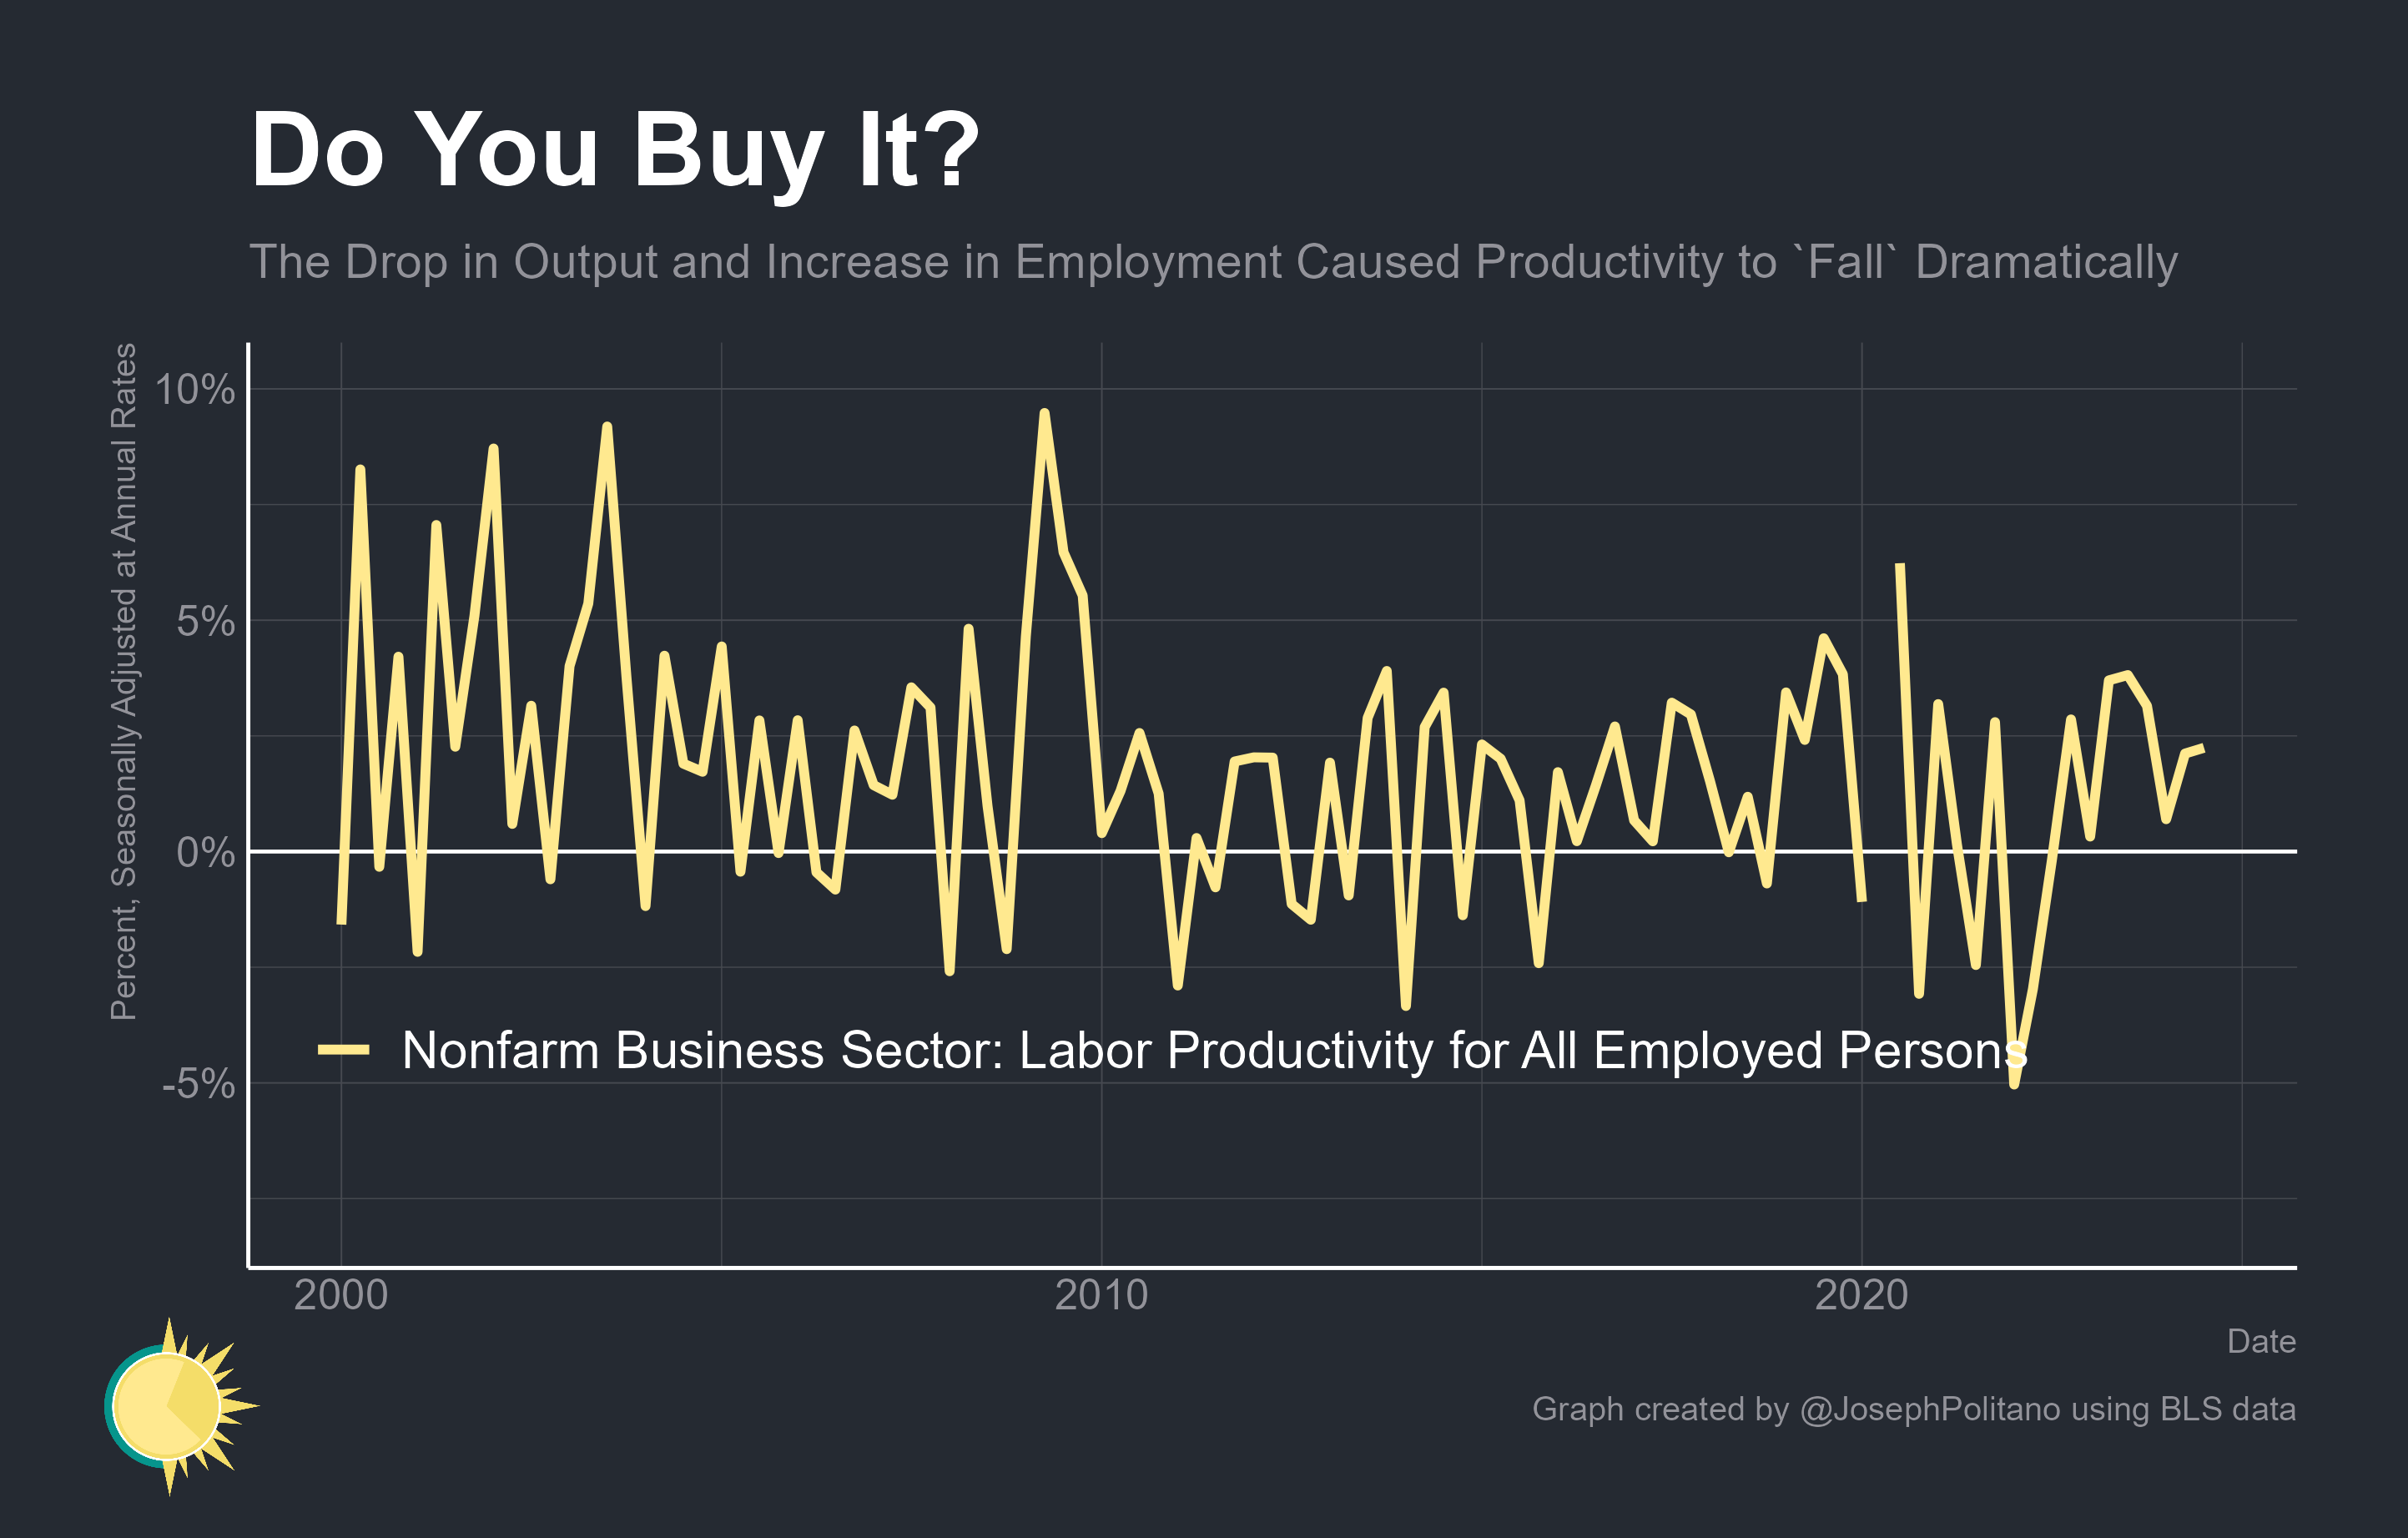 Do You Buy It?
The Drop in Output and Increase in Employment Caused Productivity to `Fall` Dramatically
Percent, Seasonally Adjusted at Annual Rates
10%
5%
0%
-5%
Nonfarm Business Sector: Labor Productivity for All Employed Persons
2000
2010
2020
Date
Graph created by @JosephPolitano using BLS data